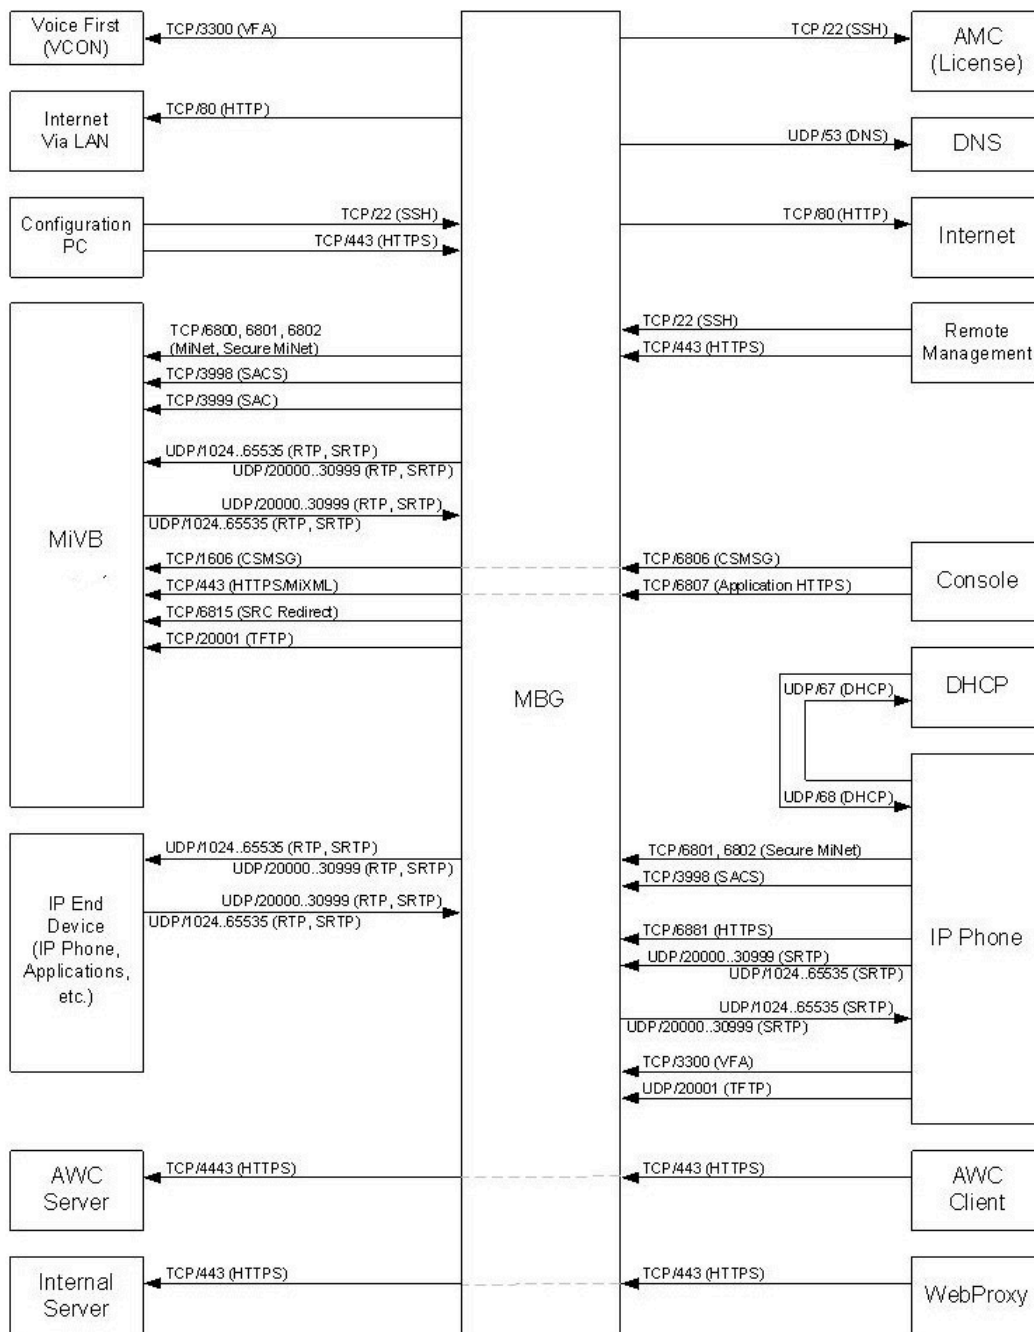 Voice First
(VCON)
TCP/3300 (VFA)
TCP/22 (SSH)
AMC
(License)
Internet
Via LAN
TCP/80 (HTTP)
UDP/53 (DNS)
DNS
Configuration
PC
TCP/22 (SSH)
TCP/443 (HTTPS)
TCP/80 (HTTP)
Internet
MiVB
TCP/6800, 6801, 6802
(MiNet, Secure MiNet)
TCP/3998 (SACS)
TCP/3999 (SAC)
UDP/1024..65535 (RTP, SRTP)
UDP/20000..30999 (RTP, SRTP)
UDP/20000..30999 (RTP, SRTP)
UDP/1024..65535 (RTP, SRTP)
TCP/1606 (CSMSG)
TCP/443 (HTTPS/MiXML)
TCP/6815 (SRC Redirect)
TCP/20001 (TFTP)
MBG
TCP/22 (SSH)
TCP/443 (HTTPS)
Remote
Management
TCP/6806 (CSMSG)
TCP/6807 (Application HTTPS)
Console
DHCP
UDP/67 (DHCP)
UDP/68 (DHCP)
IP End
Device
(IP Phone,
Applications,
etc.)
UDP/1024..65535 (RTP, SRTP)
UDP/20000..30999 (RTP, SRTP)
UDP/20000..30999 (RTP, SRTP)
UDP/1024..65535 (RTP, SRTP)
TCP/6801, 6802 (Secure MiNet)
TCP/3998 (SACS)
TCP/6881 (HTTPS)
UDP/20000..30999 (SRTP)
UDP/1024..65535 (SRTP)
UDP/1024..65535 (SRTP)
UDP/20000..30999 (SRTP)
TCP/3300 (VFA)
UDP/20001 (TFTP)
IP Phone
AWC
Server
TCP/4443 (HTTPS)
TCP/443 (HTTPS)
AWC
Client
Internal
Server
TCP/443 (HTTPS)
TCP/443 (HTTPS)
WebProxy